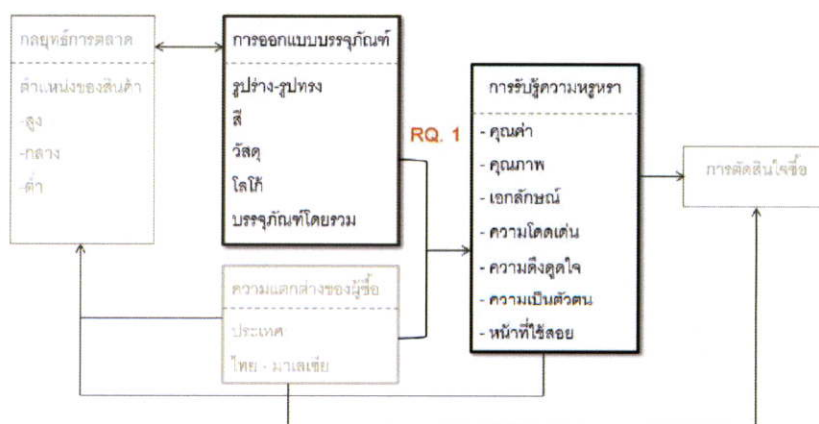 กลยุทธ์การตลาด
ตำแหน่งของสินค้า
-สูง
-กลาง
-ต่ำ
การออกแบบบรรจุภัณฑ์
รูปร่าง-รูปทรง
สี
วัสดุ
โลโก้
บรรจุภัณฑ์โดยรวม
ความแตกต่างของผู้ซื้อ
ประเทศ
ไทย - มาเลเซีย
RQ. 1
การรับรู้ความหรูหรา
- คุณค่า
- คุณภาพ
- เอกลักษณ์
- ความโดดเด่น
- ความดึงดูดใจ
- ความเป็นตัวตน
- หน้าที่ใช้สอย
การตัดสินใจซื้อ